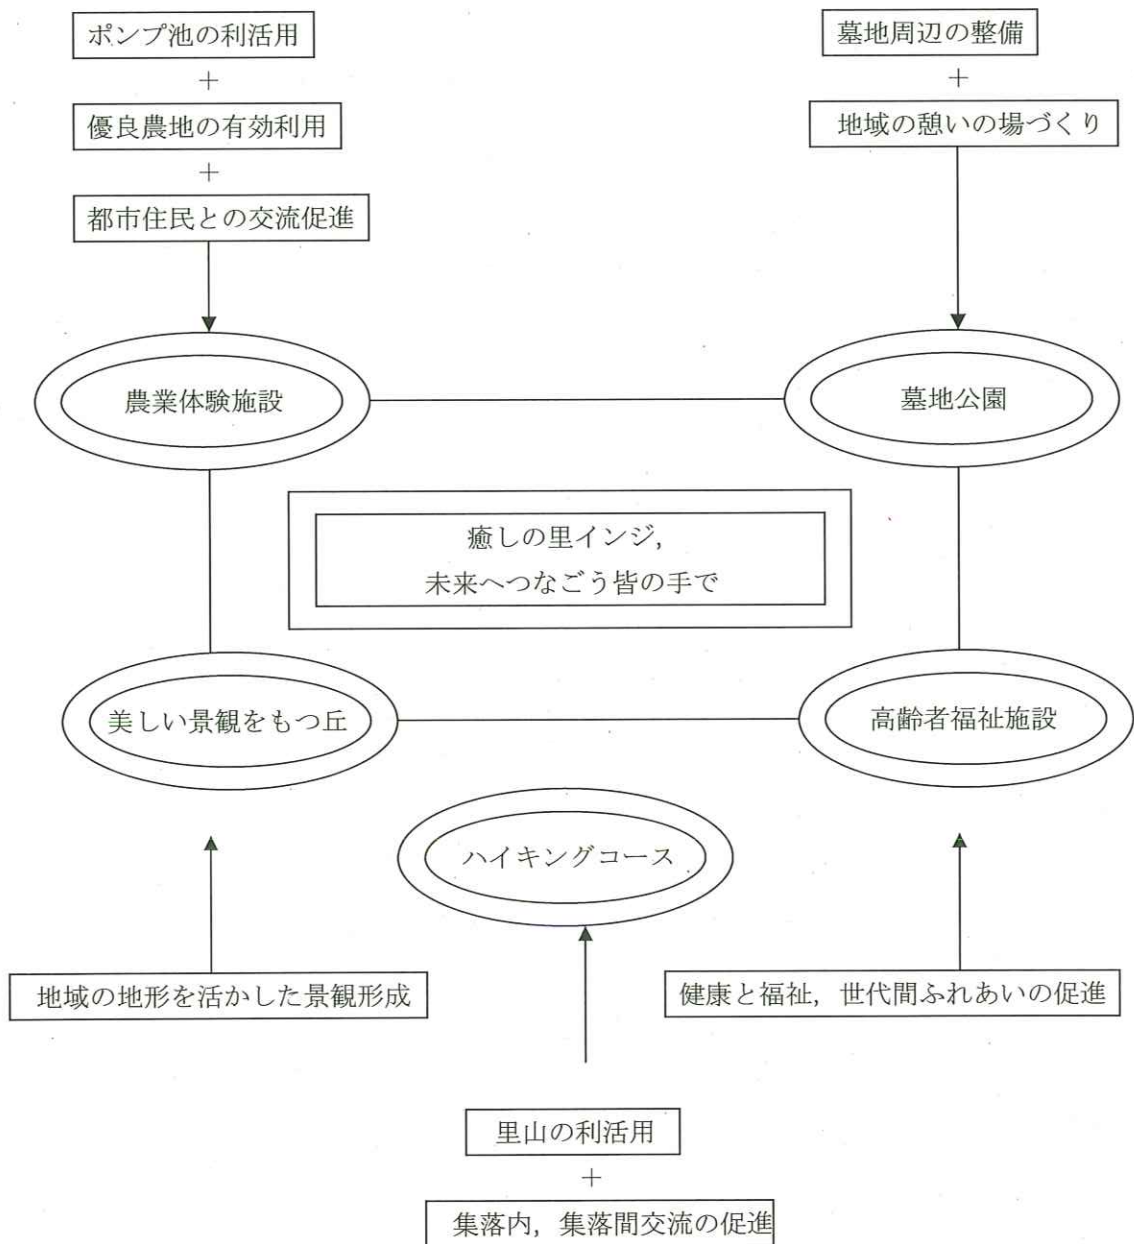 ポンプ池の利活用
+
優良農地の有効利用
+
都市住民との交流促進
墓地周辺の整備
+
地域の憩いの場づくり
農業体験施設
墓地公園
癒しの里インジ,
未来へつなごう皆の手で
美しい景観をもつ丘
高齢者福祉施設
ハイキングコース
地域の地形を活かした景観形成
健康と福祉, 世代間ふれあいの促進
里山の利活用
+
集落内, 集落間交流の促進